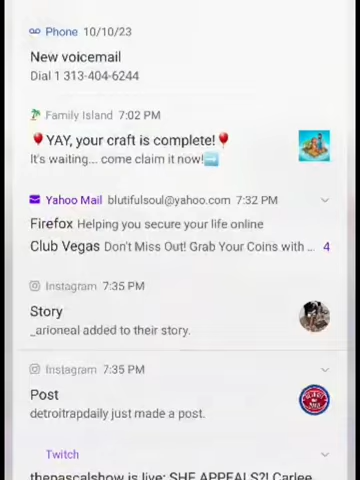 Phone 10/10/23
New voicemail
Dial 1 313-404-6244
Family Island 7:02 PM
🎈YAY, your craft is complete!🎈
It's waiting... come claim it now!➡️
Yahoo Mail blutifulsoul@yahoo.com 7:32 PM
Firefox Helping you secure your life online
Club Vegas Don't Miss Out! Grab Your Coins with ... 4
Instagram 7:35 PM
Story
_arioneal added to their story.
Instagram 7:35 PM
Post
detroitrapdaily just made a post.
Twitch
thepascalshow is live: SHE APPEALS?! Carlee